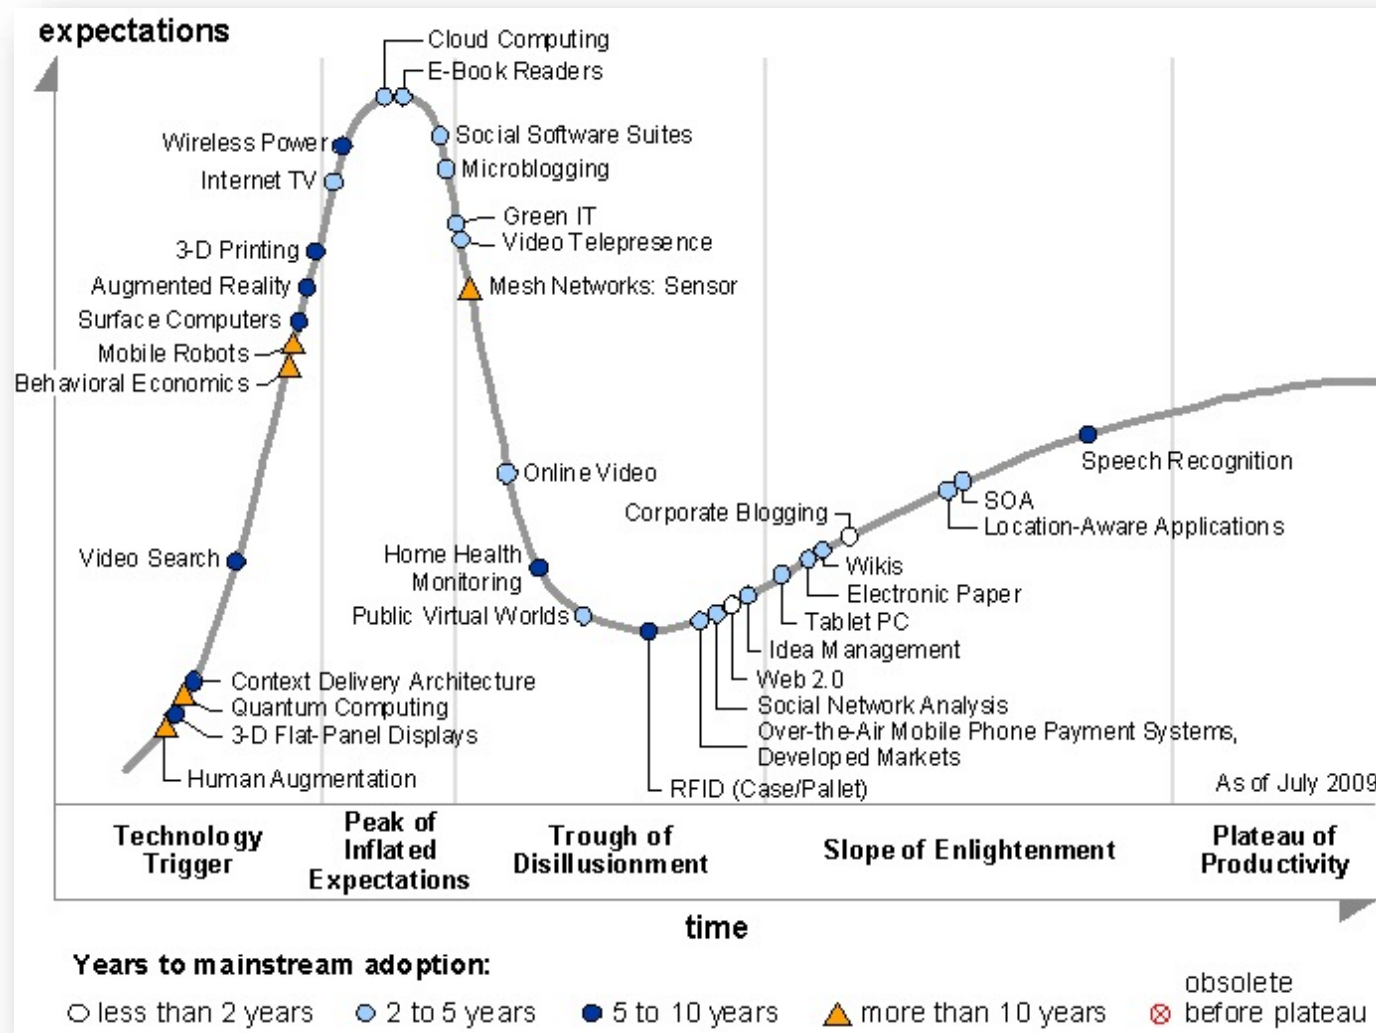 expectations
Cloud Computing
E-Book Readers
Social Software Suites
Wireless Power
Microblogging
Internet TV
Green IT
Video Telepresence
3-D Printing
Augmented Reality
Mesh Networks: Sensor
Surface Computers
Mobile Robots
Behavioral Economics
Speech Recognition
Online Video
SOA
Corporate Blogging
Location-Aware Applications
Home Health
Monitoring
Video Search
Wikis
Electronic Paper
Public Virtual Worlds
Tablet PC
Idea Management
Context Delivery Architecture
Web 2.0
Quantum Computing
Social Network Analysis
3-D Flat-Panel Displays
Over-the-Air Mobile Phone Payment Systems,
Developed Markets
Human Augmentation
RFID (Case/Pallet)
As of July 2009
Technology
Trigger
Peak of
Inflated
Expectations
Trough of
Disillusionment
Slope of Enlightenment
Plateau of
Productivity
time
Years to mainstream adoption:
less than 2 years
2 to 5 years
5 to 10 years
more than 10 years
obsolete
before plateau